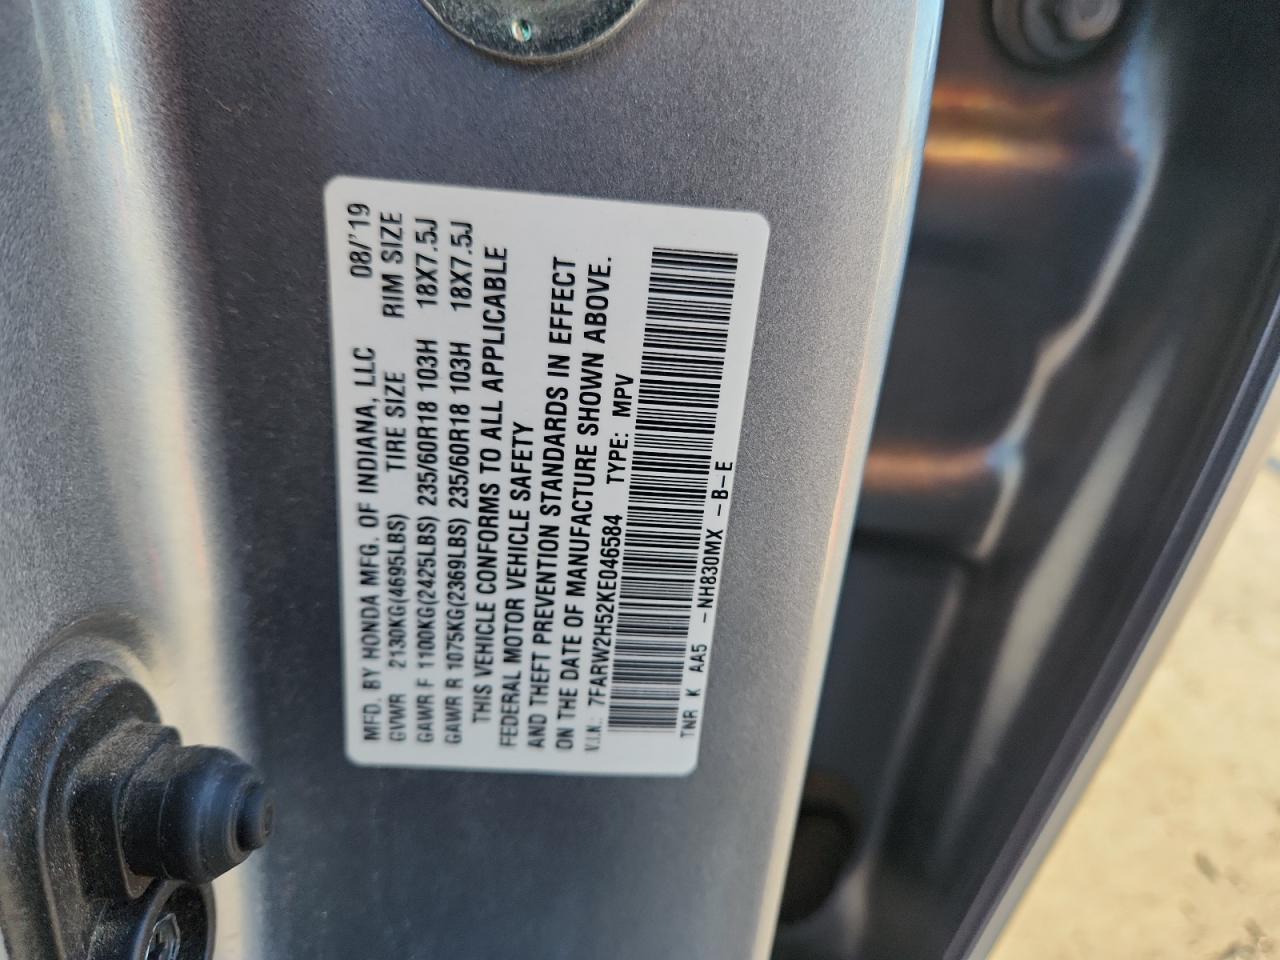 MFD. BY HONDA MFG. OF INDIANA, LLC 08/'19
GVWR 2130KG(4695LBS) TIRE SIZE RIM SIZE
GAWR F 1100KG(2425LBS) 235/60R18 103H 18X7.5J
GAWR R 1075KG(2369LBS) 235/60R18 103H 18X7.5J
THIS VEHICLE CONFORMS TO ALL APPLICABLE
FEDERAL MOTOR VEHICLE SAFETY
AND THEFT PREVENTION STANDARDS IN EFFECT
ON THE DATE OF MANUFACTURE SHOWN ABOVE.
V.I.N.: 7FARW2H52KE046584 TYPE: MPV
TNR K AA5 -NH830MX -B-E